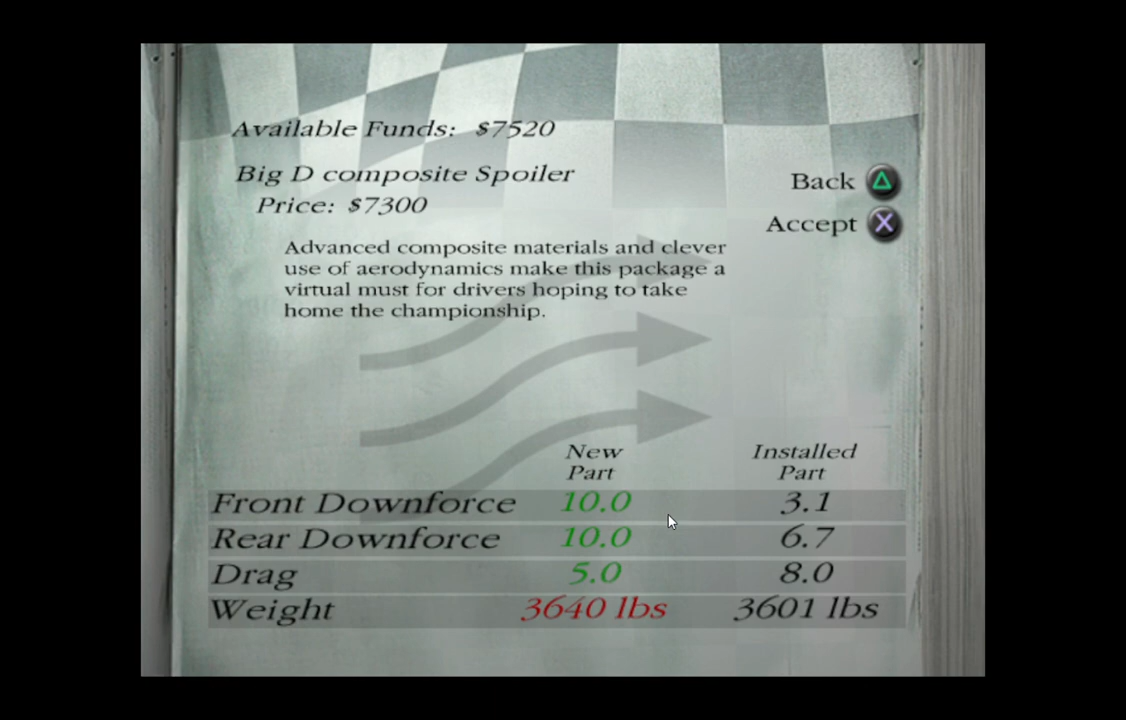 Available Funds: $7520
Big D composite Spoiler
Price: $7300
Back
Accept
Advanced composite materials and clever
use of aerodynamics make this package a
virtual must for drivers hoping to take
home the championship.
New Part Installed Part
Front Downforce 10.0 3.1
Rear Downforce 10.0 6.7
Drag 5.0 8.0
Weight 3640 lbs 3601 lbs